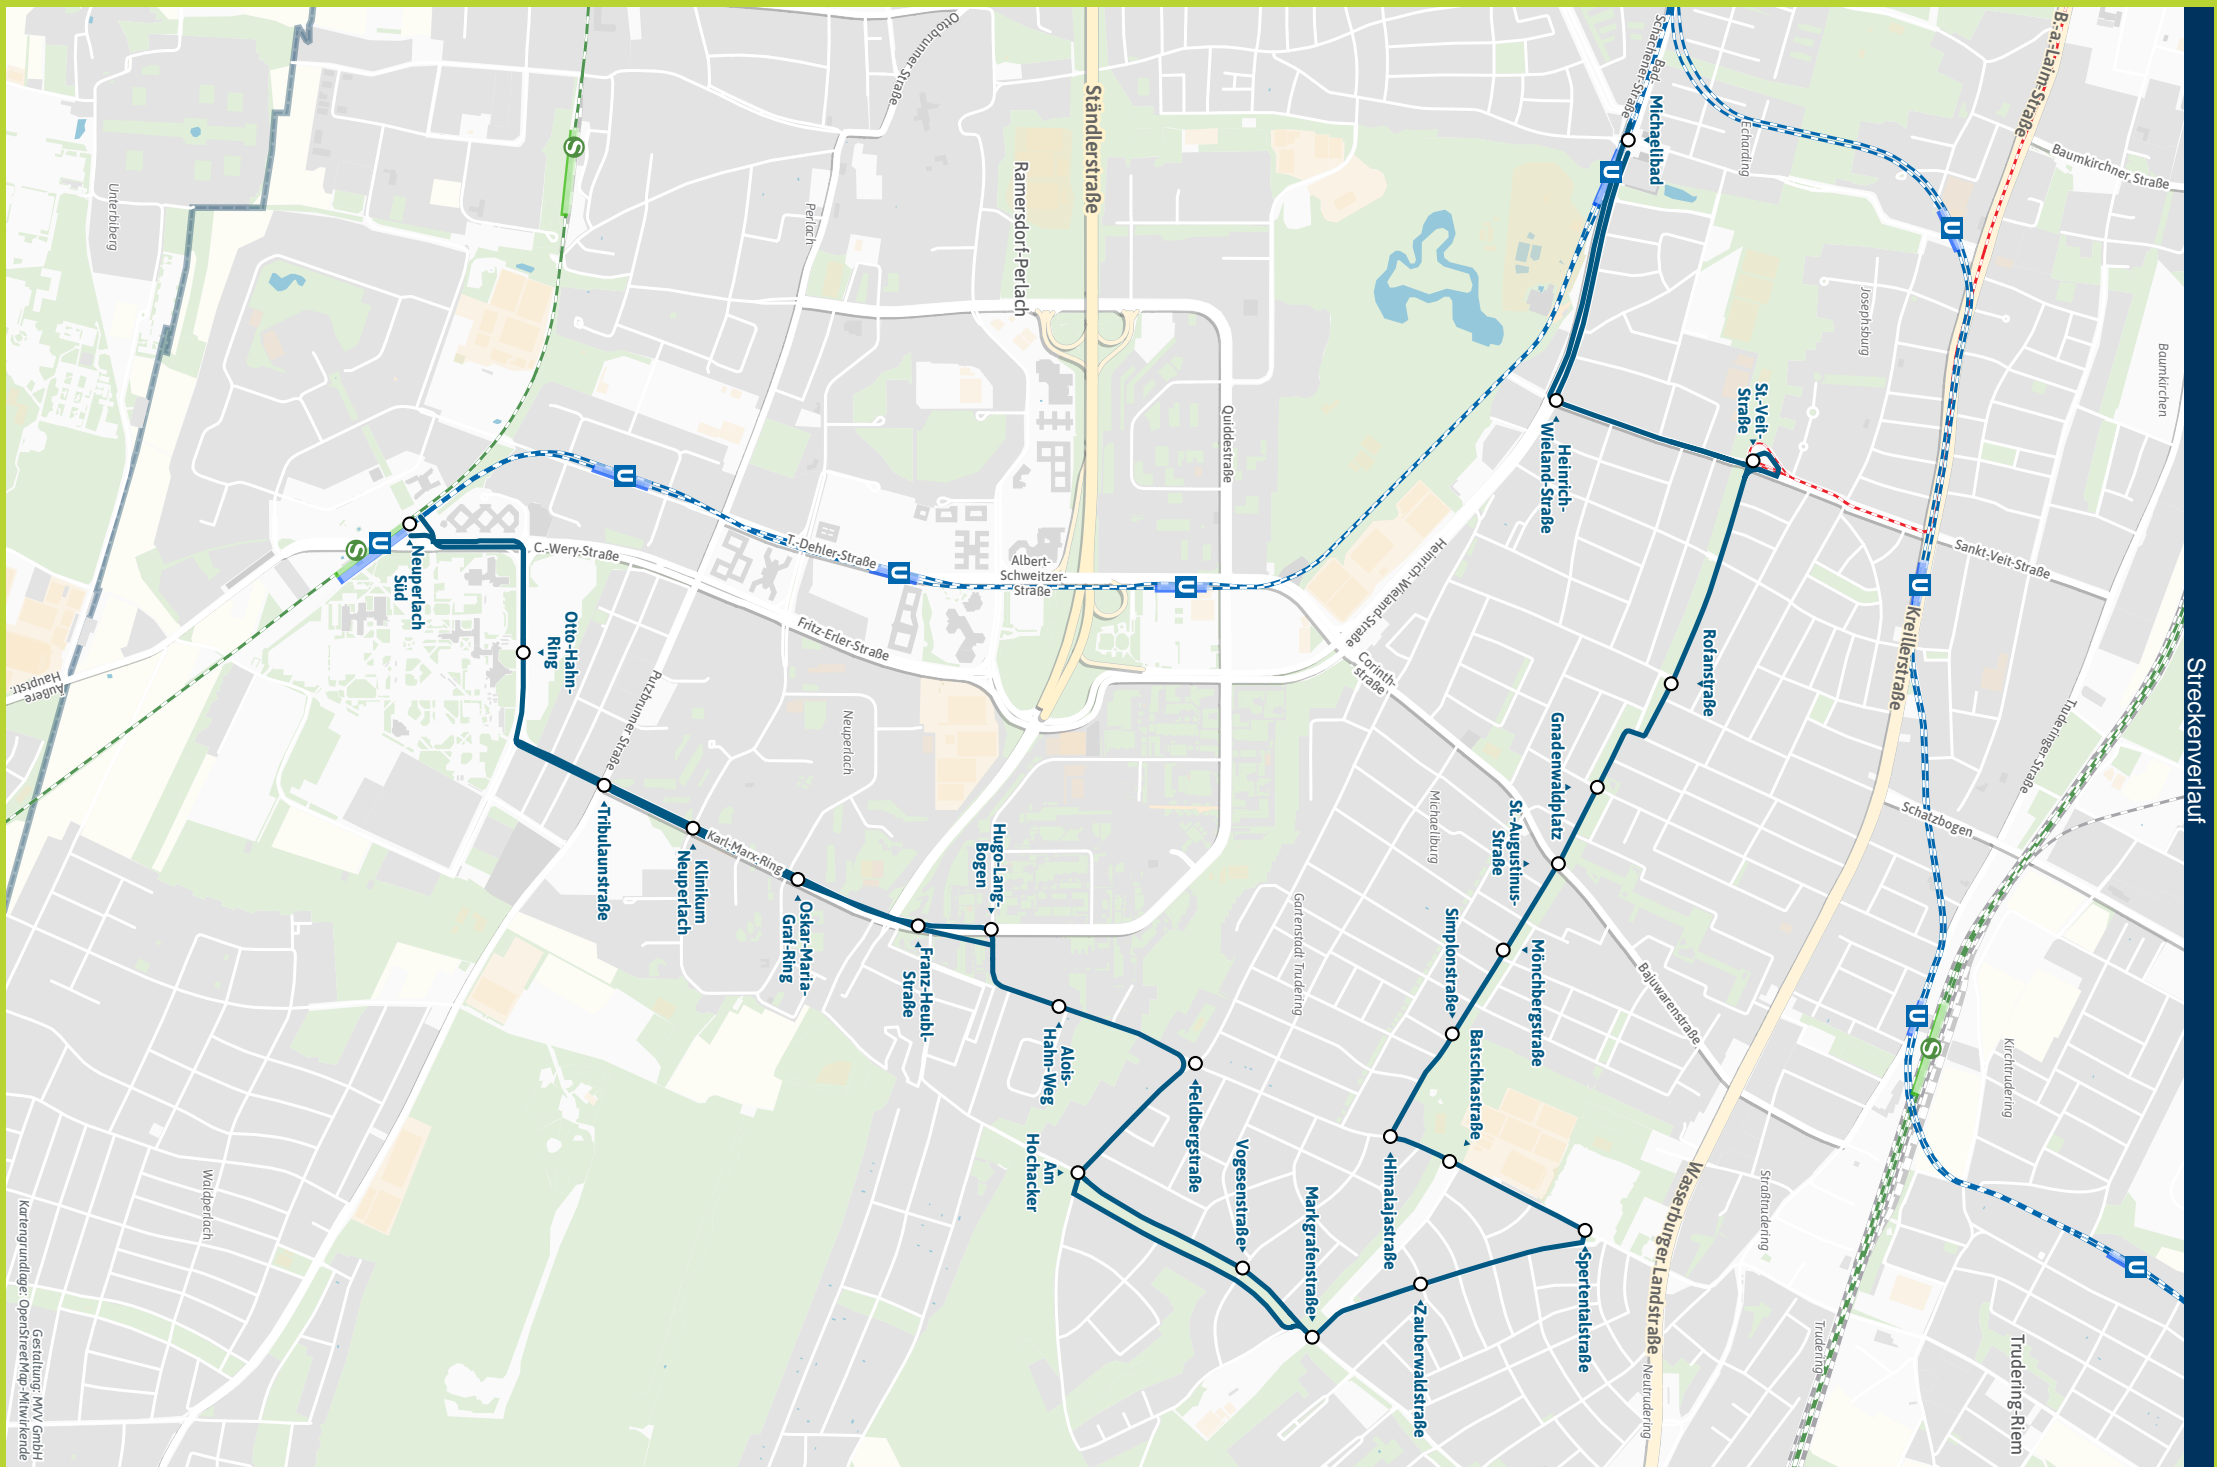 Streckenverlauf
B.-a.-Laim-Straße
Baumkirchner Straße
Baumkirchen
Schachener-Straße
Bad-
Echarding
Josephsburg
Michaelibad
St.-Veit-
Straße
Heinrich-
Wieland-Straße
Sankt-Veit-Straße
Kreillerstraße
Rofanstraße
Gnadenwaldplatz
St.-Augustinus-
Straße
Mönchbergstraße
Simplonstraße
Batschkastraße
Himalajastraße
Spertentalstraße
Zauberwaldstraße
Markgrafenstraße
Vogesenstraße
Feldbergstraße
Am
Hochacker
Alois-
Hahn-Weg
Hugo-Lang-
Bogen
Franz-Heubl-
Straße
Oskar-Maria-
Graf-Ring
Klinikum
Neuperlach
Tribulaunstraße
Otto-Hahn-
Ring
Neuperlach
Süd
Truderinger Straße
Schatzbogen
Bajuwarenstraße
Kirchtrudering
Straßtrudering
Trudering
Trudering-Riem
Wasserburger Landstraße
Neutrudering
Michaeliburg
Gartenstadt Trudering
Corinth-
straße
Heinrich-Wieland-Straße
Quiddestraße
Ständlerstraße
Ramersdorf-Perlach
Ottobrunner Straße
Perlach
Albert-
Schweitzer-
Straße
T.-Dehler-Straße
C.-Wery-Straße
Fritz-Erler-Straße
Neuperlach
Putzbrunner Straße
Karl-Marx-Ring
Unterbiberg
Äußere
Hauptstr.
Waldperlach
U
U
U
U
U
U
U
U
U
S
S
S
Gestaltung: MVV GmbH
Kartengrundlage: OpenStreetMap-Mitwirkende